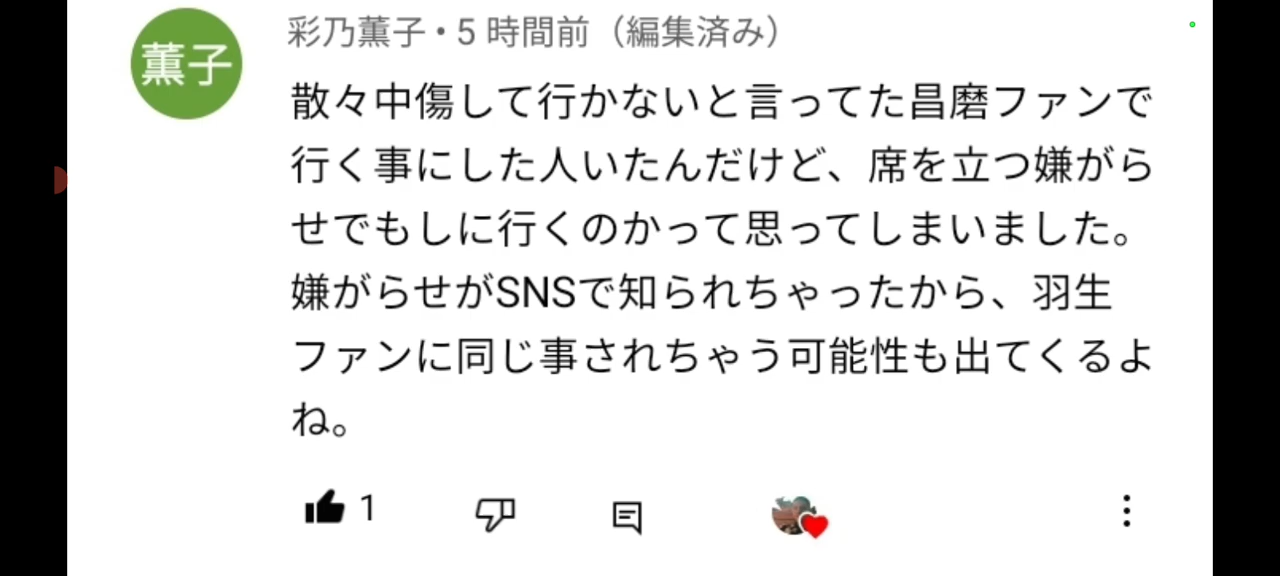 薫子
彩乃薫子 • 5 時間前（編集済み）
散々中傷して行かないと言ってた昌磨ファンで
行く事にした人いたんだけど、席を立つ嫌がら
せでもしに行くのかって思ってしまいました。
嫌がらせがSNSで知られちゃったから、羽生
ファンに同じ事されちゃう可能性も出てくるよ
ね。
1